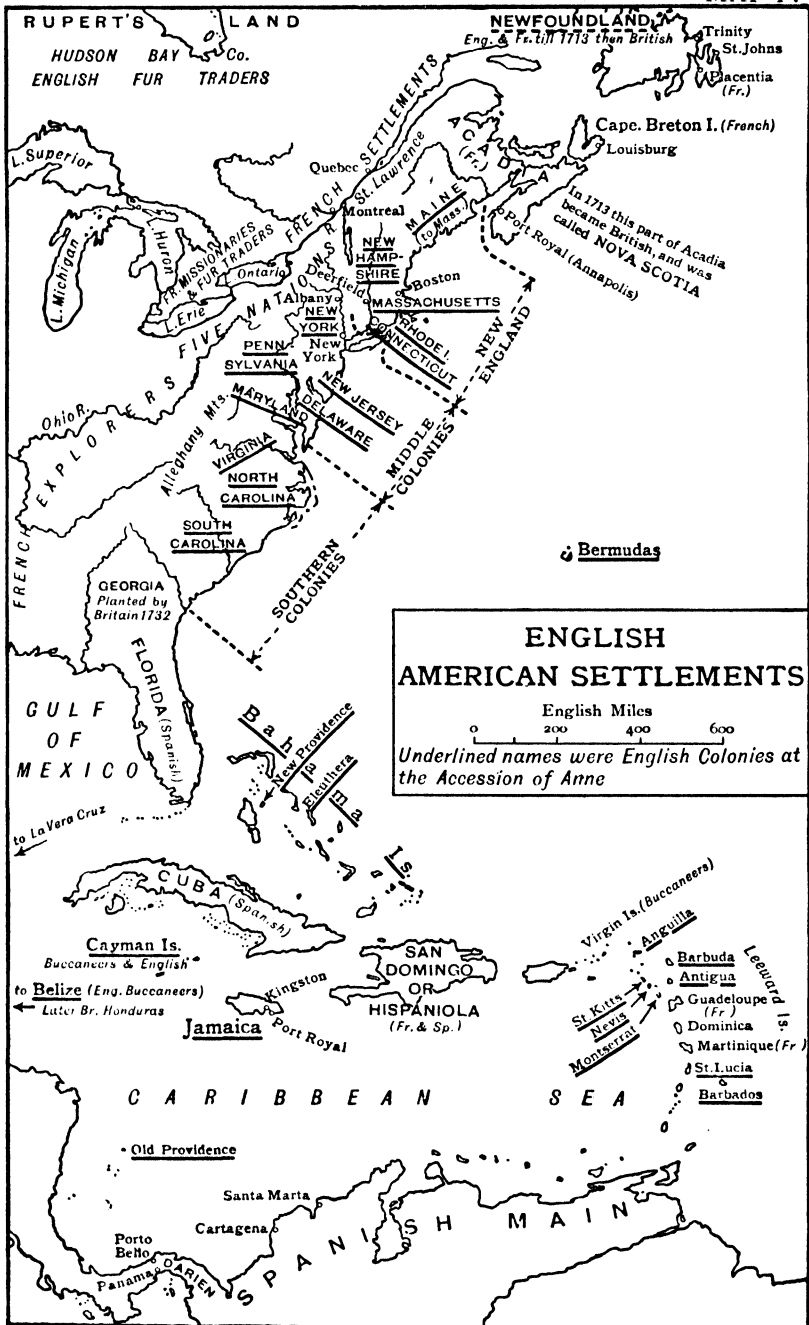 RUPERT'S LAND
HUDSON BAY Co.
ENGLISH FUR TRADERS
NEWFOUNDLAND
Eng. & Fr. till 1713 then British
Trinity
St. Johns
Placentia
(Fr.)
Cape. Breton I. (French)
Louisburg
ACADIA
(Fr.)
In 1713 this part of Acadia
became British, and was
called NOVA SCOTIA
Port Royal (Annapolis)
L. Superior
L. Michigan
L. Huron
L. Ontario
L. Erie
FR. MISSIONARIES
& FUR TRADERS
FRENCH SETTLEMENTS
St. Lawrence
Quebec
Montreal
MAINE
(to Mass.)
NEW
HAMP-
SHIRE
Deerfield
Boston
Albany
MASSACHUSETTS
RHODE I.
CONNECTICUT
NEW
YORK
New
York
FIVE NATIONS
PENN
SYLVANIA
NEW JERSEY
MARYLAND
DELAWARE
VIRGINIA
NORTH
CAROLINA
SOUTH
CAROLINA
Ohio R.
Alleghany Mts.
FRENCH EXPLORERS
NEW
ENGLAND
MIDDLE
COLONIES
SOUTHERN
COLONIES
Bermudas
GEORGIA
Planted by
Britain 1732
FLORIDA (Spanish)
GULF
OF
MEXICO
to La Vera Cruz
ENGLISH
AMERICAN SETTLEMENTS
English Miles
0 200 400 600
Underlined names were English Colonies at
the Accession of Anne
Bahama Is.
New Providence
Eleuthera
CUBA (Spanish)
Cayman Is.
Buccaneers & English
to Belize (Eng. Buccaneers)
Later Br. Honduras
Jamaica
Kingston
Port Royal
SAN
DOMINGO
OR
HISPANIOLA
(Fr. & Sp.)
Virgin Is. (Buccaneers)
Anguilla
Barbuda
Antigua
Leeward Is.
St. Kitts
Nevis
Montserrat
Guadeloupe
(Fr)
Dominica
Martinique (Fr)
St. Lucia
Barbados
CARIBBEAN SEA
Old Providence
Santa Marta
Cartagena
Porto
Bello
Panama
DARIEN
SPANISH MAIN